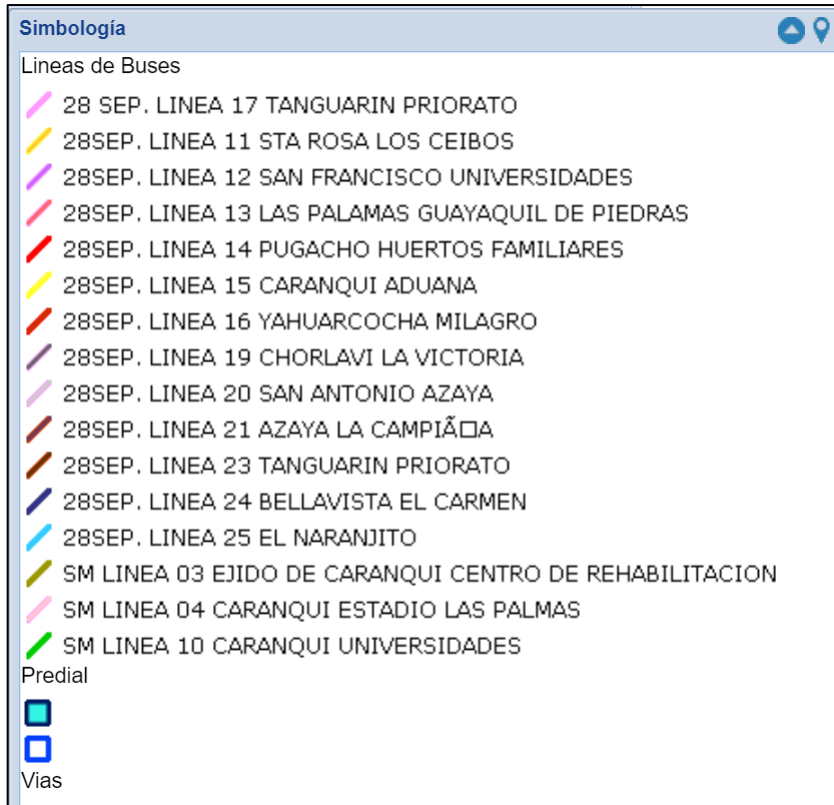 Simbología
Lineas de Buses
28 SEP. LINEA 17 TANGUARIN PRIORATO
28SEP. LINEA 11 STA ROSA LOS CEIBOS
28SEP. LINEA 12 SAN FRANCISCO UNIVERSIDADES
28SEP. LINEA 13 LAS PALAMAS GUAYAQUIL DE PIEDRAS
28SEP. LINEA 14 PUGACHO HUERTOS FAMILIARES
28SEP. LINEA 15 CARANQUI ADUANA
28SEP. LINEA 16 YAHUARCOCHA MILAGRO
28SEP. LINEA 19 CHORLAVI LA VICTORIA
28SEP. LINEA 20 SAN ANTONIO AZAYA
28SEP. LINEA 21 AZAYA LA CAMPIÃ□A
28SEP. LINEA 23 TANGUARIN PRIORATO
28SEP. LINEA 24 BELLAVISTA EL CARMEN
28SEP. LINEA 25 EL NARANJITO
SM LINEA 03 EJIDO DE CARANQUI CENTRO DE REHABILITACION
SM LINEA 04 CARANQUI ESTADIO LAS PALMAS
SM LINEA 10 CARANQUI UNIVERSIDADES
Predial
Vias